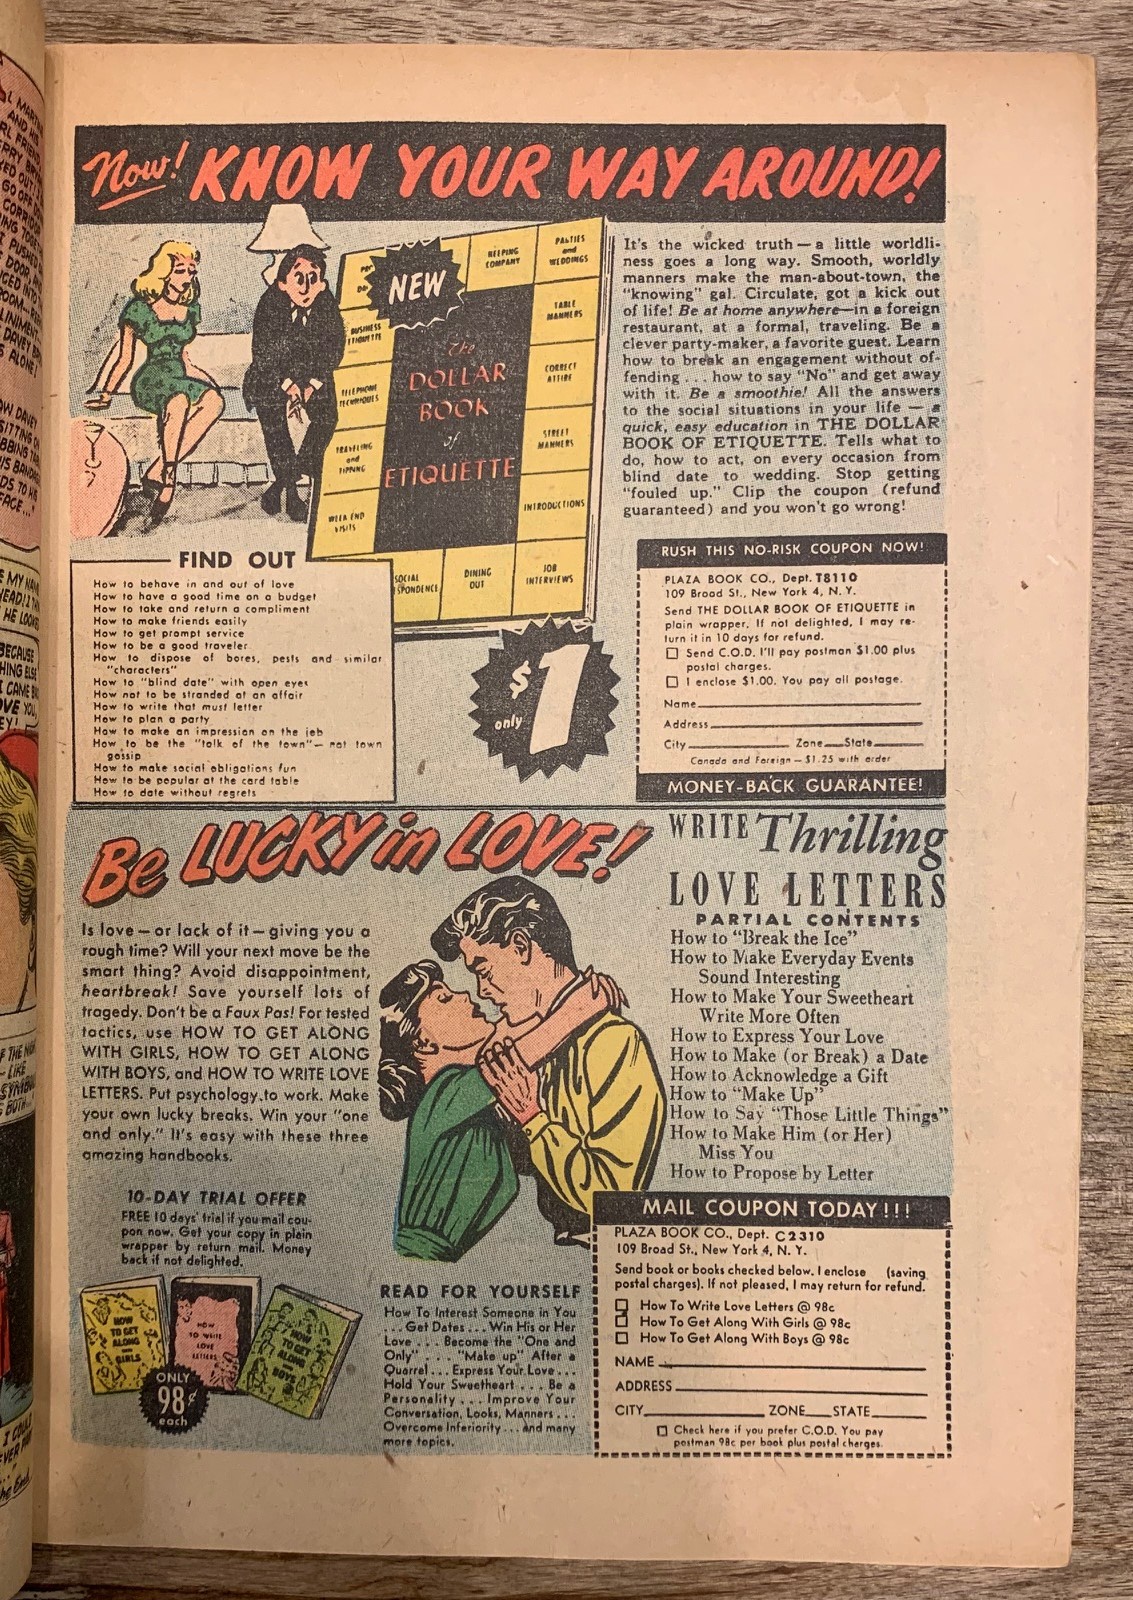 Now! KNOW YOUR WAY AROUND!
NEW
HELPING COMPANY
PARTIES and WEDDINGS
BUSINESS ETIQUETTE
TABLE MANNERS
TELEPHONE TECHNIQUES
CORRECT ATTIRE
TRAVELING and TIPPING
STREET MANNERS
WEEK END VISITS
INTRODUCTIONS
SOCIAL
DINING OUT
JOB INTERVIEWS
The
DOLLAR
BOOK
of
ETIQUETTE
It's the wicked truth — a little worldli-
ness goes a long way. Smooth, worldly
manners make the man-about-town, the
"knowing" gal. Circulate, got a kick out
of life! Be at home anywhere—in a foreign
restaurant, at a formal, traveling. Be a
clever party-maker, a favorite guest. Learn
how to break an engagement without of-
fending . . . how to say "No" and get away
with it. Be a smoothie! All the answers
to the social situations in your life — a
quick, easy education in THE DOLLAR
BOOK OF ETIQUETTE. Tells what to
do, how to act, on every occasion from
blind date to wedding. Stop getting
"fouled up." Clip the coupon (refund
guaranteed) and you won't go wrong!
FIND OUT
How to behave in and out of love
How to have a good time on a budget
How to take and return a compliment
How to make friends easily
How to get prompt service
How to be a good traveler
How to dispose of bores, pests and similar
"characters"
How to "blind date" with open eyes
How not to be stranded at an affair
How to write that must letter
How to plan a party
How to make an impression on the job
How to be the "talk of the town"— not town
gossip
How to make social obligations fun
How to be popular at the card table
How to date without regrets
only $1
RUSH THIS NO-RISK COUPON NOW!
PLAZA BOOK CO., Dept. T8110
109 Broad St., New York 4, N. Y.
Send THE DOLLAR BOOK OF ETIQUETTE in
plain wrapper. If not delighted, I may re-
turn it in 10 days for refund.
☐ Send C.O.D. I'll pay postman $1.00 plus
postal charges.
☐ I enclose $1.00. You pay all postage.
Name
Address
City Zone State
Canada and Foreign — $1.25 with order
MONEY-BACK GUARANTEE!
Be LUCKY in LOVE!
Is love — or lack of it — giving you a
rough time? Will your next move be the
smart thing? Avoid disappointment,
heartbreak! Save yourself lots of
tragedy. Don't be a Faux Pas! For tested
tactics, use HOW TO GET ALONG
WITH GIRLS, HOW TO GET ALONG
WITH BOYS, and HOW TO WRITE LOVE
LETTERS. Put psychology to work. Make
your own lucky breaks. Win your "one
and only." It's easy with these three
amazing handbooks.
10-DAY TRIAL OFFER
FREE 10 days' trial if you mail cou-
pon now. Get your copy in plain
wrapper by return mail. Money
back if not delighted.
HOW TO GET ALONG WITH GIRLS
HOW TO WRITE LOVE LETTERS
HOW TO GET ALONG WITH BOYS
ONLY
98¢
each
READ FOR YOURSELF
How To Interest Someone in You
. . . Get Dates . . . Win His or Her
Love . . . Become the "One and
Only" . . . "Make up" After a
Quarrel . . . Express Your Love . . .
Hold Your Sweetheart . . . Be a
Personality . . . Improve Your
Conversation, Looks, Manners . . .
Overcome Inferiority . . . and many
more topics.
WRITE Thrilling
LOVE LETTERS
PARTIAL CONTENTS
How to "Break the Ice"
How to Make Everyday Events
Sound Interesting
How to Make Your Sweetheart
Write More Often
How to Express Your Love
How to Make (or Break) a Date
How to Acknowledge a Gift
How to "Make Up"
How to Say "Those Little Things"
How to Make Him (or Her)
Miss You
How to Propose by Letter
MAIL COUPON TODAY!!!
PLAZA BOOK CO., Dept. C2310
109 Broad St., New York 4, N. Y.
Send book or books checked below. I enclose (saving
postal charges). If not pleased, I may return for refund.
☐ How To Write Love Letters @ 98c
☐ How To Get Along With Girls @ 98c
☐ How To Get Along With Boys @ 98c
NAME
ADDRESS
CITY ZONE STATE
☐ Check here if you prefer C.O.D. You pay
postman 98c per book plus postal charges.